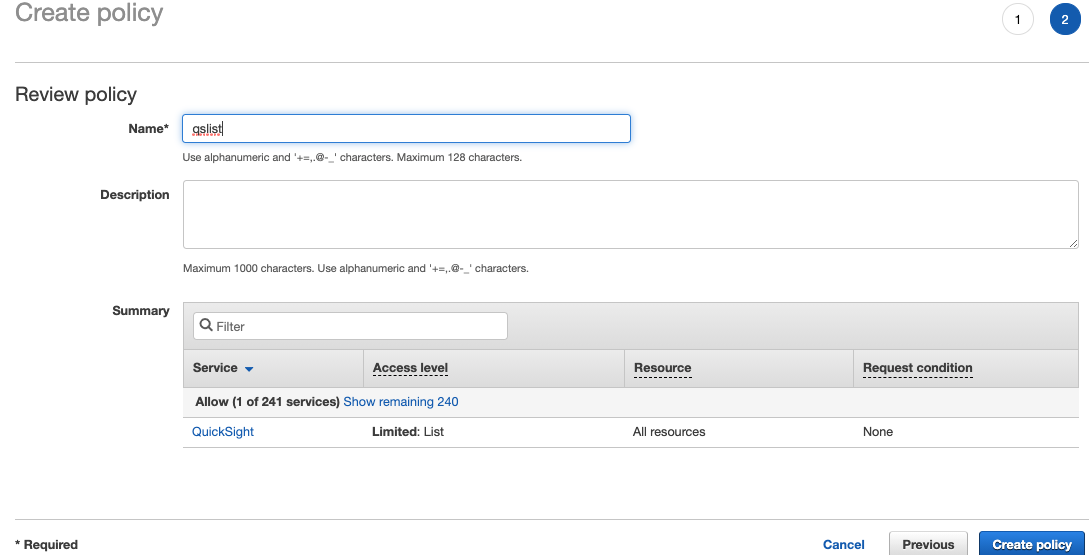 Create policy
1
2
Review policy
Name* qslist
Use alphanumeric and '+=,.@-_' characters. Maximum 128 characters.
Description
Maximum 1000 characters. Use alphanumeric and '+=,.@-_' characters.
Summary
Filter
Service Access level Resource Request condition
Allow (1 of 241 services) Show remaining 240
QuickSight Limited: List All resources None
* Required Cancel Previous Create policy